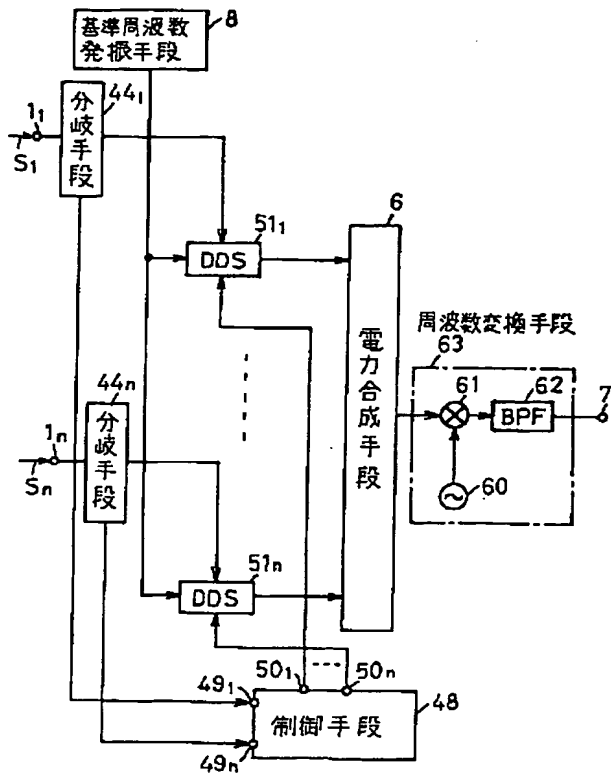 基準周波数
発振手段
8
44₁
分岐手段
1₁
S₁
6
51₁
DDS
電力合成手段
周波数変換手段
63
61
62
BPF
7
60
44n
分岐手段
1n
Sn
51n
DDS
50₁
50n
49₁
49n
制御手段
48